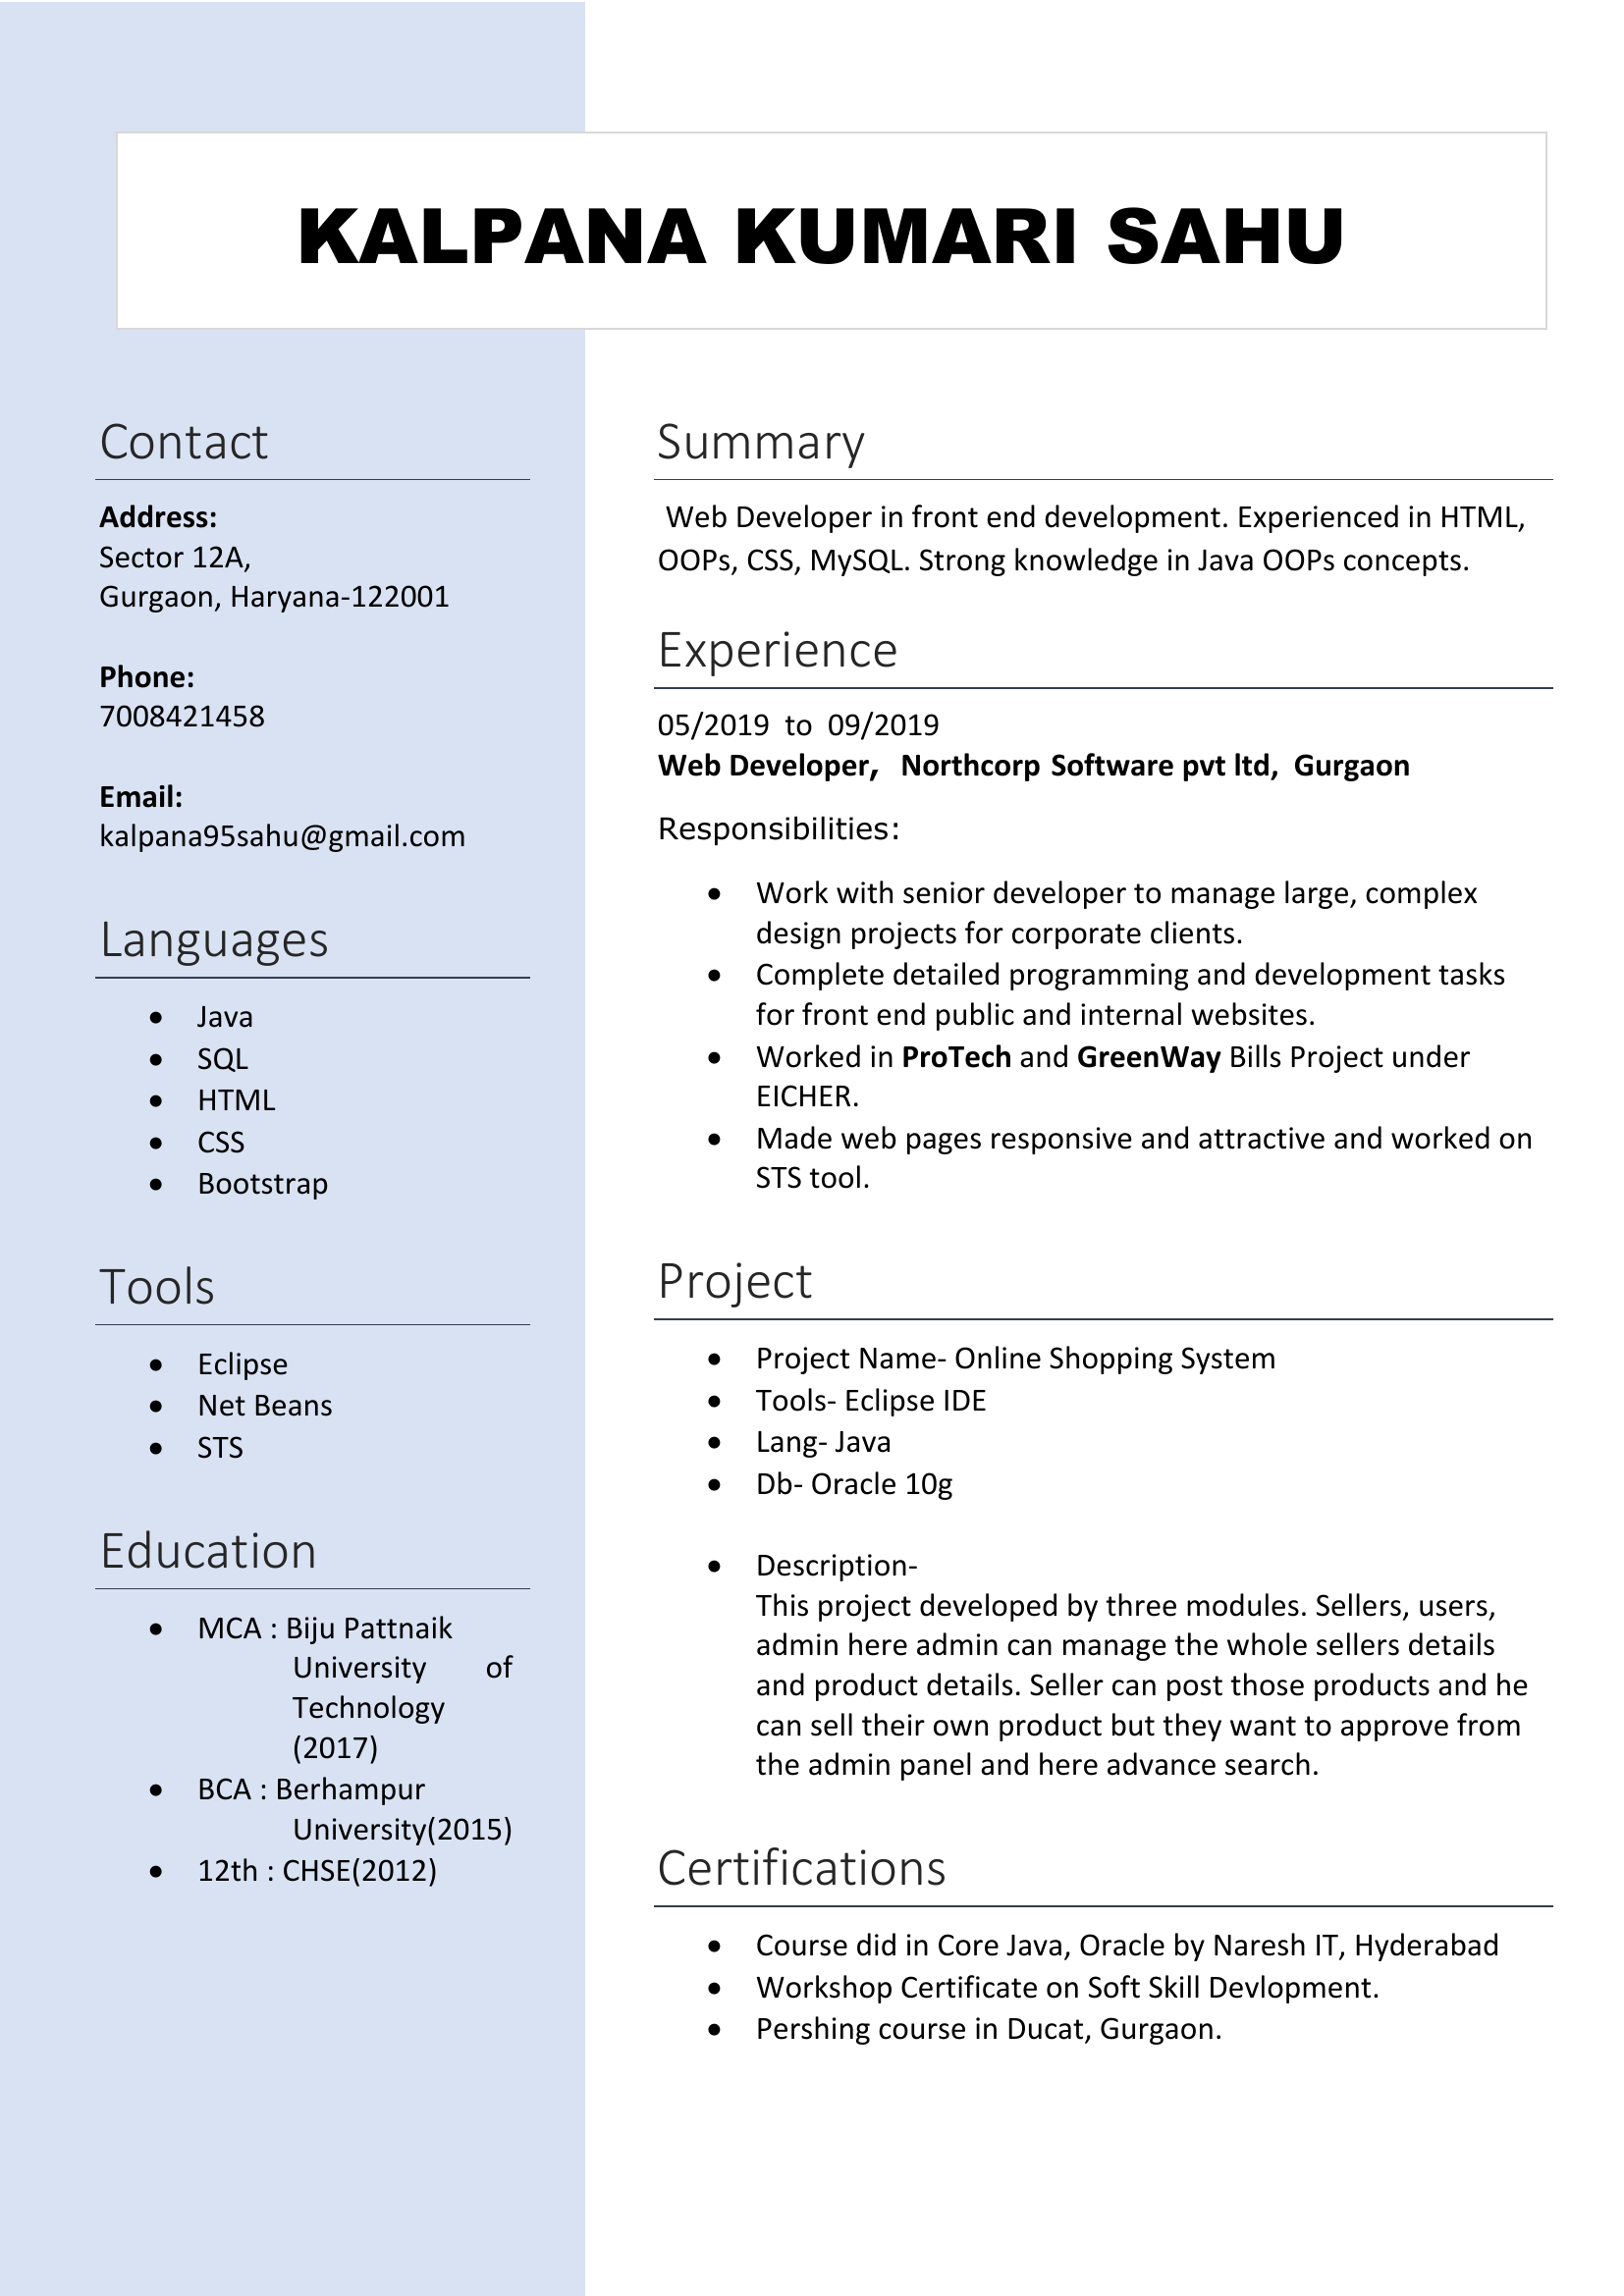 KALPANA KUMARI SAHU
Contact
Address:
Sector 12A,
Gurgaon, Haryana-122001
Phone:
7008421458
Email:
kalpana95sahu@gmail.com
Languages
• Java
• SQL
• HTML
• CSS
• Bootstrap
Tools
• Eclipse
• Net Beans
• STS
Education
• MCA : Biju Pattnaik
University of
Technology
(2017)
• BCA : Berhampur
University(2015)
• 12th : CHSE(2012)
Summary
Web Developer in front end development. Experienced in HTML,
OOPs, CSS, MySQL. Strong knowledge in Java OOPs concepts.
Experience
05/2019 to 09/2019
Web Developer, Northcorp Software pvt ltd, Gurgaon
Responsibilities:
• Work with senior developer to manage large, complex
design projects for corporate clients.
• Complete detailed programming and development tasks
for front end public and internal websites.
• Worked in ProTech and GreenWay Bills Project under
EICHER.
• Made web pages responsive and attractive and worked on
STS tool.
Project
• Project Name- Online Shopping System
• Tools- Eclipse IDE
• Lang- Java
• Db- Oracle 10g
• Description-
This project developed by three modules. Sellers, users,
admin here admin can manage the whole sellers details
and product details. Seller can post those products and he
can sell their own product but they want to approve from
the admin panel and here advance search.
Certifications
• Course did in Core Java, Oracle by Naresh IT, Hyderabad
• Workshop Certificate on Soft Skill Devlopment.
• Pershing course in Ducat, Gurgaon.